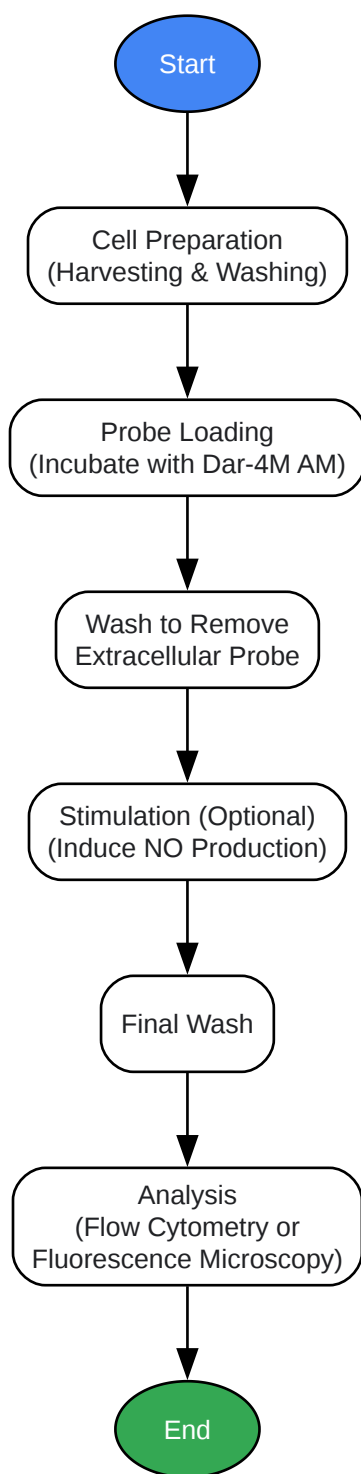 Start
Cell Preparation
(Harvesting & Washing)
Probe Loading
(Incubate with Dar-4M AM)
Wash to Remove
Extracellular Probe
Stimulation (Optional)
(Induce NO Production)
Final Wash
Analysis
(Flow Cytometry or
Fluorescence Microscopy)
End